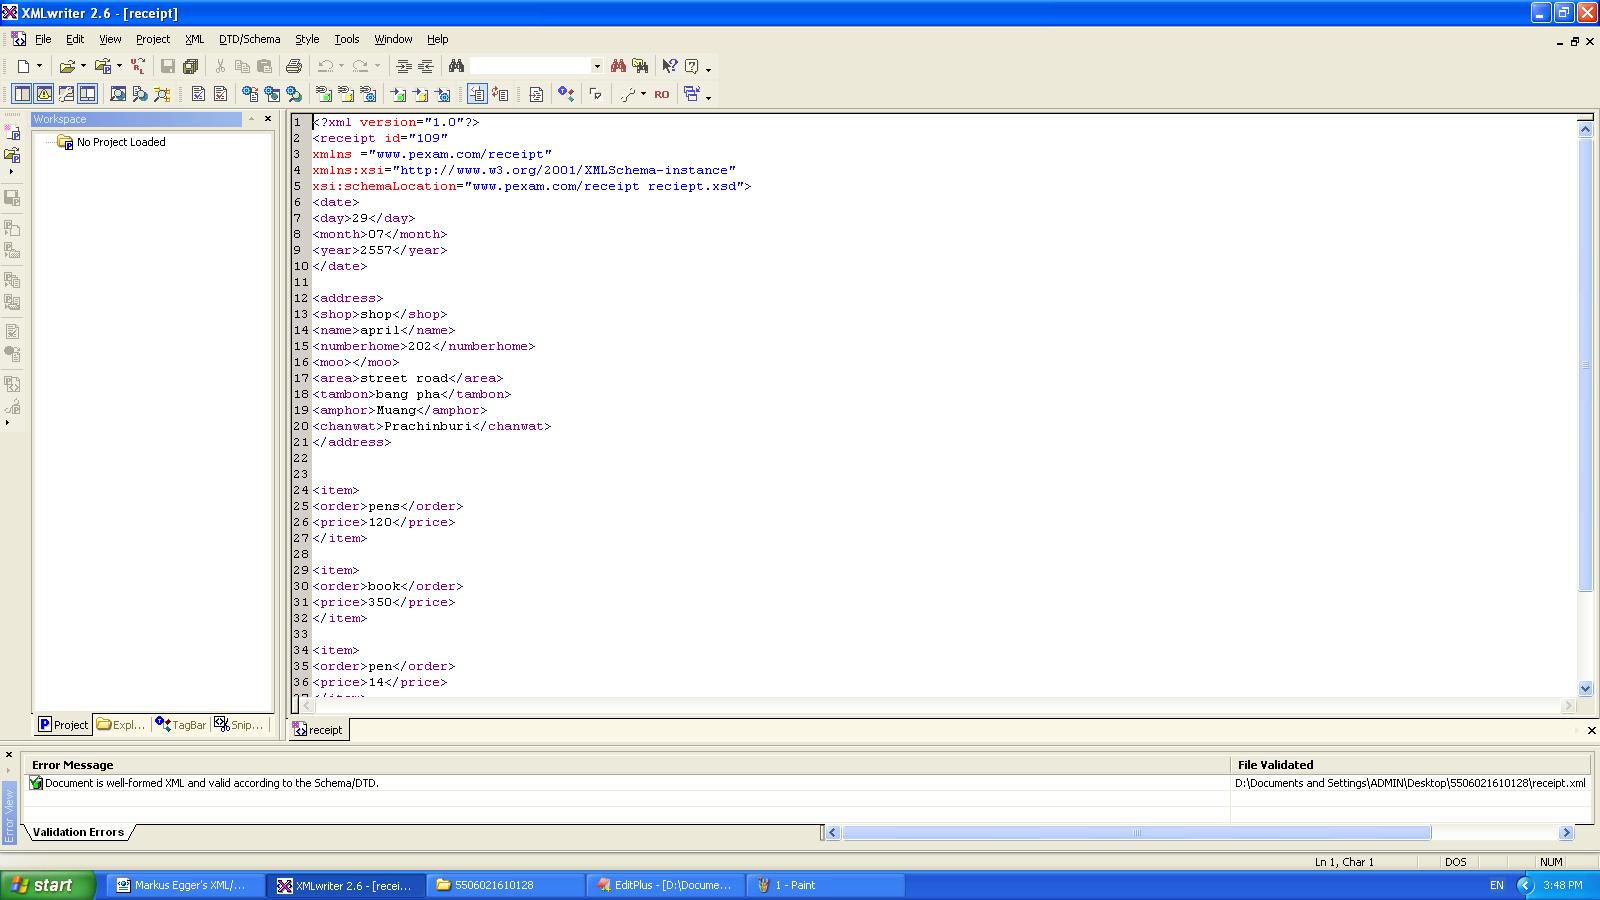 XMLwriter 2.6 - [receipt]
File Edit View Project XML DTD/Schema Style Tools Window Help
URL
RO
Workspace
No Project Loaded
1 <?xml version="1.0"?>
2 <receipt id="109"
3 xmlns ="www.pexam.com/receipt"
4 xmlns:xsi="http://www.w3.org/2001/XMLSchema-instance"
5 xsi:schemaLocation="www.pexam.com/receipt reciept.xsd">
6 <date>
7 <day>29</day>
8 <month>07</month>
9 <year>2557</year>
10 </date>
11
12 <address>
13 <shop>shop</shop>
14 <name>april</name>
15 <numberhome>202</numberhome>
16 <moo></moo>
17 <area>street road</area>
18 <tambon>bang pha</tambon>
19 <amphor>Muang</amphor>
20 <chanwat>Prachinburi</chanwat>
21 </address>
22
23
24 <item>
25 <order>pens</order>
26 <price>120</price>
27 </item>
28
29 <item>
30 <order>book</order>
31 <price>350</price>
32 </item>
33
34 <item>
35 <order>pen</order>
36 <price>14</price>
37 </item>
Project Expl... TagBar Snip...
receipt
Error Message File Validated
Document is well-formed XML and valid according to the Schema/DTD. D:\Documents and Settings\ADMIN\Desktop\5506021610128\receipt.xml
Error View
Validation Errors
Ln 1, Char 1 DOS NUM
start Markus Egger's XML/... XMLwriter 2.6 - [recei... 5506021610128 EditPlus - [D:\Docume... 1 - Paint EN 3:48 PM